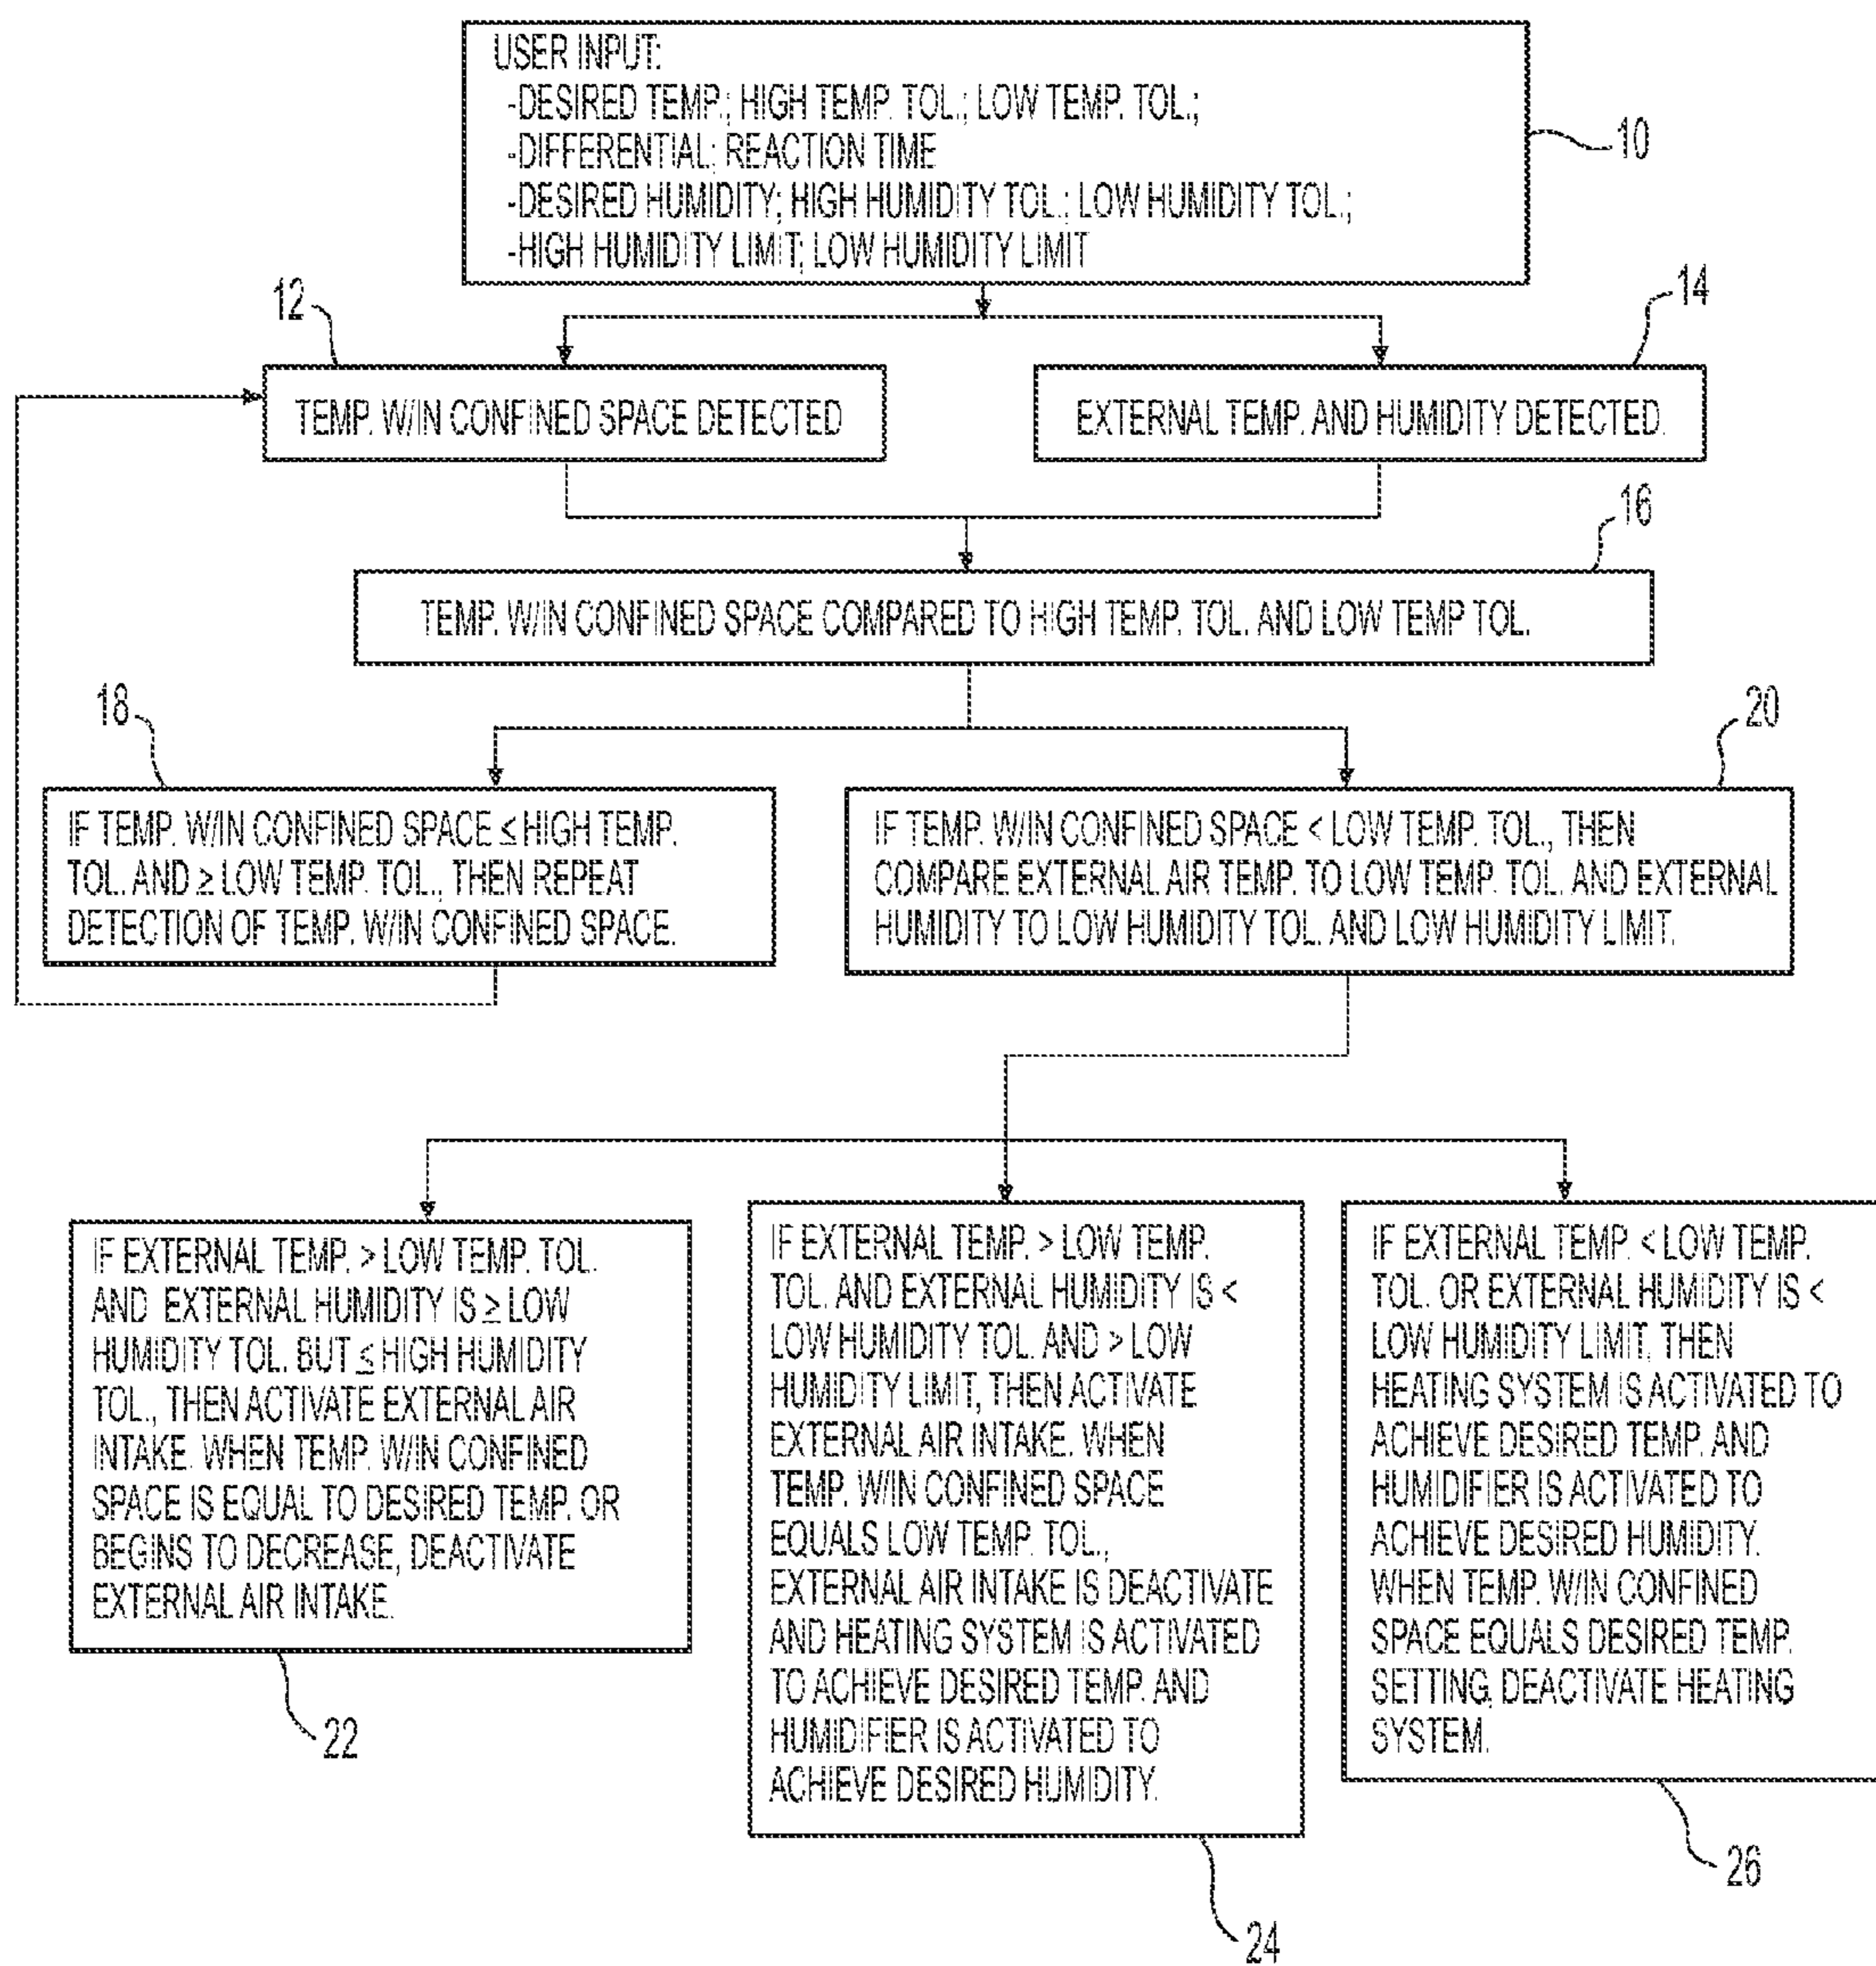 USER INPUT:
-DESIRED TEMP.; HIGH TEMP. TOL.; LOW TEMP. TOL.;
-DIFFERENTIAL; REACTION TIME
-DESIRED HUMIDITY; HIGH HUMIDITY TOL.; LOW HUMIDITY TOL.;
-HIGH HUMIDITY LIMIT; LOW HUMIDITY LIMIT
10
12
14
TEMP. W/IN CONFINED SPACE DETECTED
EXTERNAL TEMP. AND HUMIDITY DETECTED.
16
TEMP. W/IN CONFINED SPACE COMPARED TO HIGH TEMP. TOL. AND LOW TEMP TOL.
18
20
IF TEMP. W/IN CONFINED SPACE ≤ HIGH TEMP.
TOL. AND ≥ LOW TEMP. TOL., THEN REPEAT
DETECTION OF TEMP. W/IN CONFINED SPACE.
IF TEMP. W/IN CONFINED SPACE < LOW TEMP. TOL., THEN
COMPARE EXTERNAL AIR TEMP. TO LOW TEMP. TOL. AND EXTERNAL
HUMIDITY TO LOW HUMIDITY TOL. AND LOW HUMIDITY LIMIT.
IF EXTERNAL TEMP. > LOW TEMP. TOL.
AND EXTERNAL HUMIDITY IS ≥ LOW
HUMIDITY TOL. BUT ≤ HIGH HUMIDITY
TOL., THEN ACTIVATE EXTERNAL AIR
INTAKE. WHEN TEMP. W/IN CONFINED
SPACE IS EQUAL TO DESIRED TEMP. OR
BEGINS TO DECREASE, DEACTIVATE
EXTERNAL AIR INTAKE.
22
IF EXTERNAL TEMP. > LOW TEMP.
TOL. AND EXTERNAL HUMIDITY IS <
LOW HUMIDITY TOL. AND > LOW
HUMIDITY LIMIT, THEN ACTIVATE
EXTERNAL AIR INTAKE. WHEN
TEMP. W/IN CONFINED SPACE
EQUALS LOW TEMP. TOL.,
EXTERNAL AIR INTAKE IS DEACTIVATE
AND HEATING SYSTEM IS ACTIVATED
TO ACHIEVE DESIRED TEMP. AND
HUMIDIFIER IS ACTIVATED TO
ACHIEVE DESIRED HUMIDITY.
24
IF EXTERNAL TEMP. < LOW TEMP.
TOL. OR EXTERNAL HUMIDITY IS <
LOW HUMIDITY LIMIT, THEN
HEATING SYSTEM IS ACTIVATED TO
ACHIEVE DESIRED TEMP. AND
HUMIDIFIER IS ACTIVATED TO
ACHIEVE DESIRED HUMIDITY.
WHEN TEMP. W/IN CONFINED
SPACE EQUALS DESIRED TEMP.
SETTING, DEACTIVATE HEATING
SYSTEM.
26